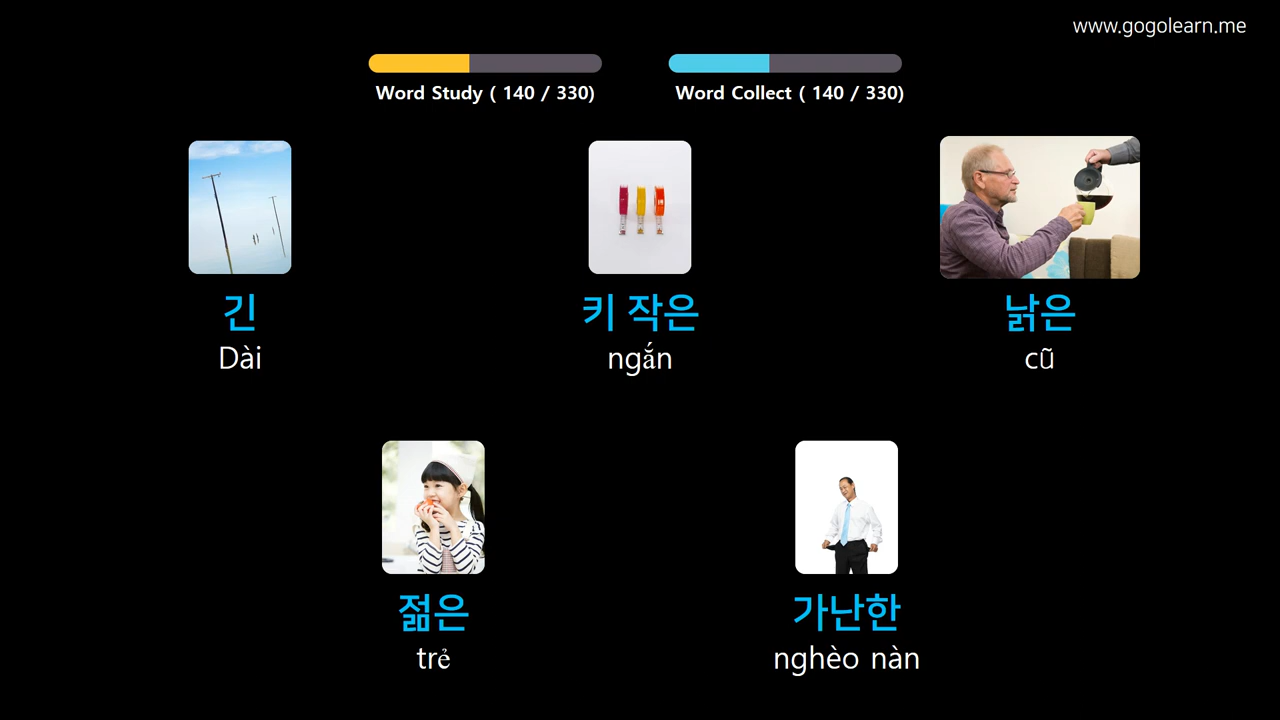 www.gogolearn.me
Word Study ( 140 / 330)
Word Collect ( 140 / 330)
긴
Dài
키 작은
ngắn
낡은
cũ
젊은
trẻ
가난한
nghèo nàn